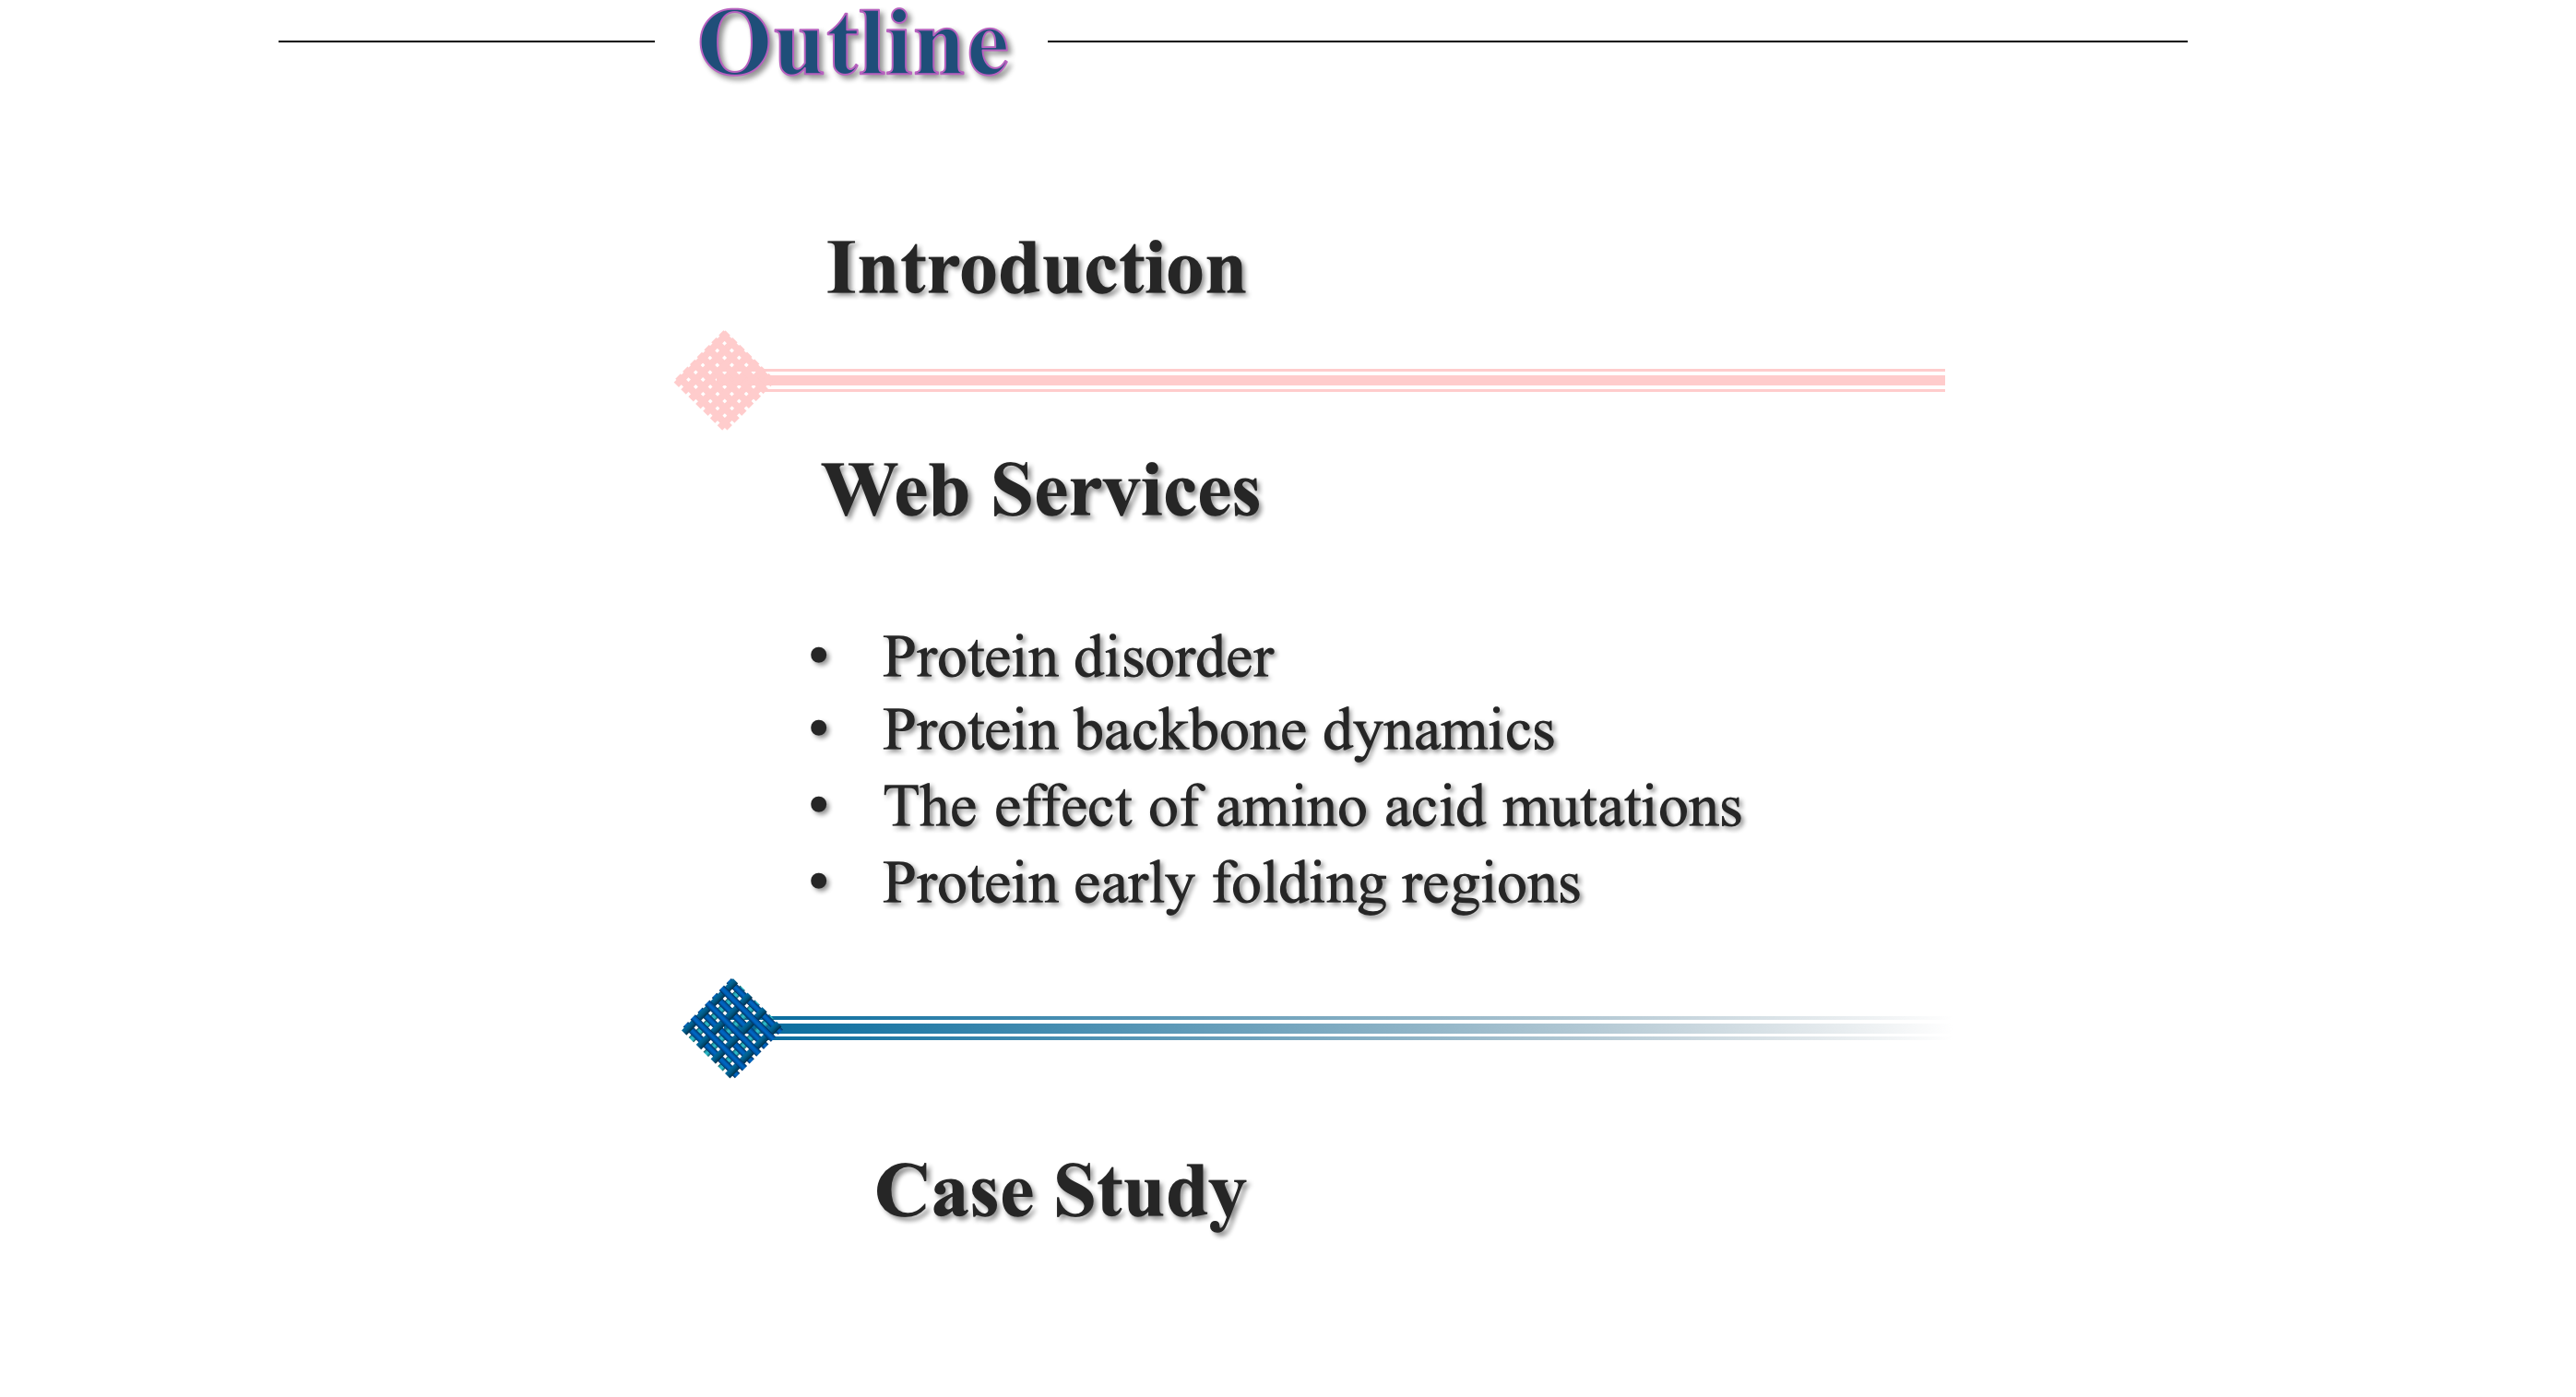 Outline
Introduction
Web Services
• Protein disorder
• Protein backbone dynamics
• The effect of amino acid mutations
• Protein early folding regions
Case Study